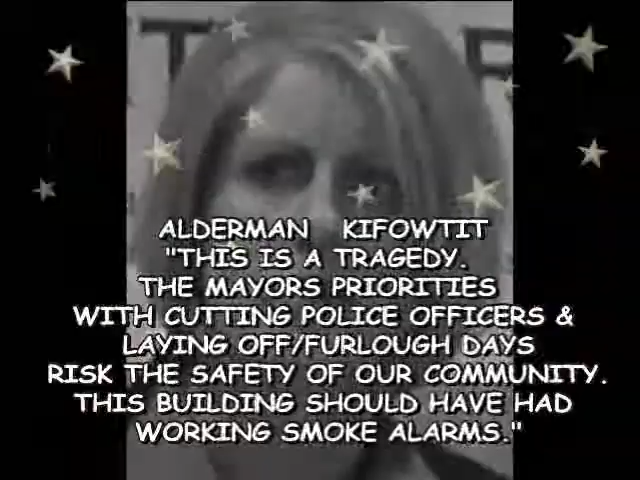 ALDERMAN KIFOWTIT
"THIS IS A TRAGEDY.
THE MAYORS PRIORITIES
WITH CUTTING POLICE OFFICERS &
LAYING OFF/FURLOUGH DAYS
RISK THE SAFETY OF OUR COMMUNITY.
THIS BUILDING SHOULD HAVE HAD
WORKING SMOKE ALARMS."